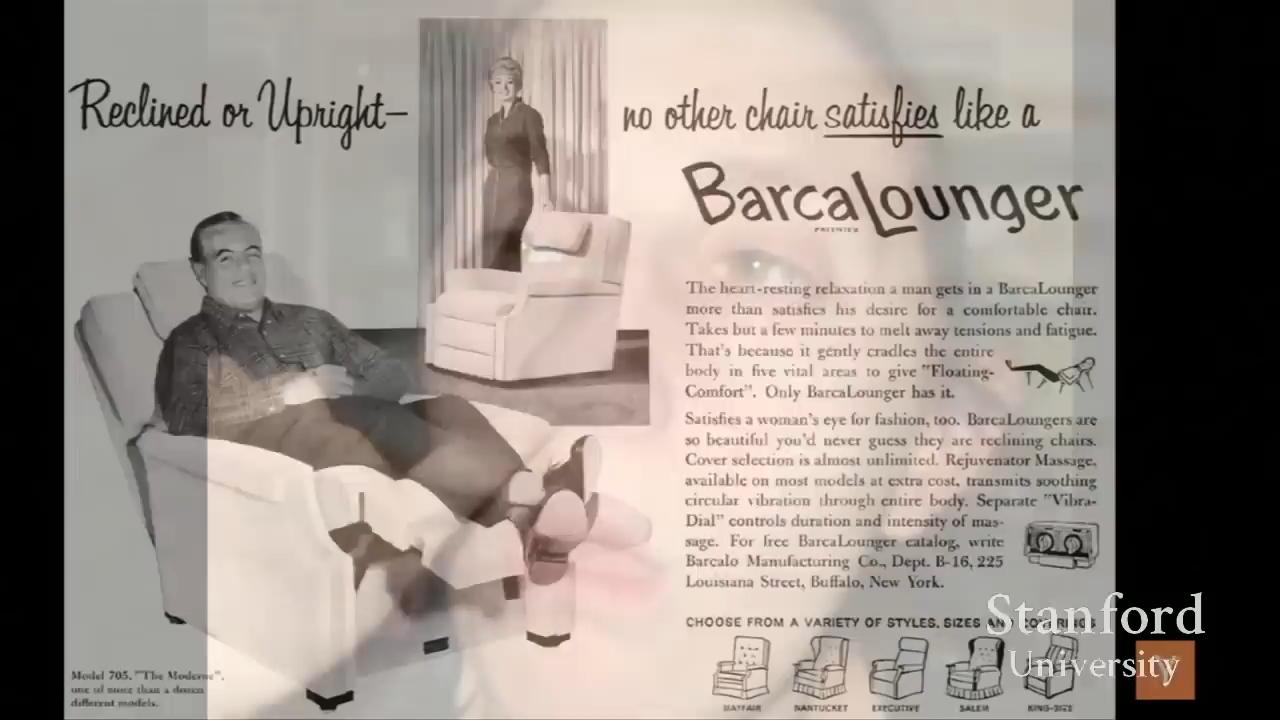 Reclined or Upright—
no other chair satisfies like a
BarcaLounger
PATENTED
The heart-resting relaxation a man gets in a BarcaLounger
more than satisfies his desire for a comfortable chair.
Takes but a few minutes to melt away tensions and fatigue.
That's because it gently cradles the entire
body in five vital areas to give "Floating-
Comfort". Only BarcaLounger has it.
Satisfies a woman's eye for fashion, too. BarcaLoungers are
so beautiful you'd never guess they are reclining chairs.
Cover selection is almost unlimited. Rejuvenator Massage,
available on most models at extra cost, transmits soothing
circular vibration through entire body. Separate "Vibra-
Dial" controls duration and intensity of mas-
sage. For free BarcaLounger catalog, write
Barcalo Manufacturing Co., Dept. B-16, 225
Louisiana Street, Buffalo, New York.
CHOOSE FROM A VARIETY OF STYLES, SIZES AND COVERINGS
MAYFAIR NANTUCKET EXECUTIVE SALEM KING-SIZE
Model 705, "The Moderne",
one of more than a dozen
different models.
Stanford
University
y